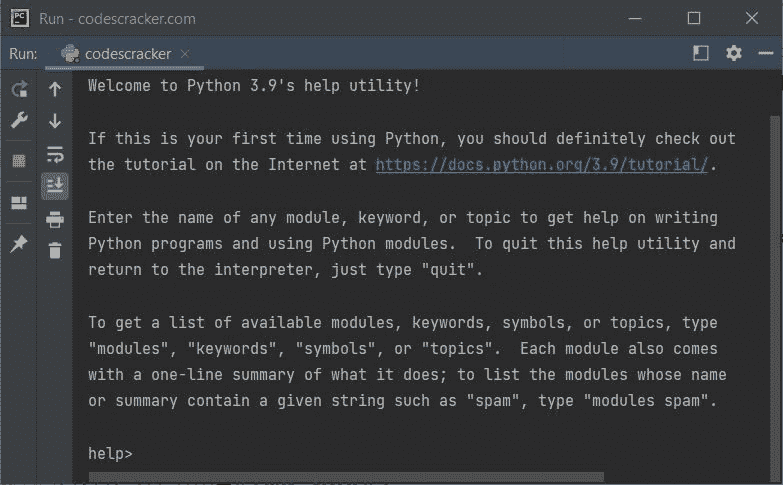 PC Run - codescracker.com
Run: codescracker
Welcome to Python 3.9's help utility!
If this is your first time using Python, you should definitely check out
the tutorial on the Internet at https://docs.python.org/3.9/tutorial/.
Enter the name of any module, keyword, or topic to get help on writing
Python programs and using Python modules.  To quit this help utility and
return to the interpreter, just type "quit".
To get a list of available modules, keywords, symbols, or topics, type
"modules", "keywords", "symbols", or "topics".  Each module also comes
with a one-line summary of what it does; to list the modules whose name
or summary contain a given string such as "spam", type "modules spam".
help>